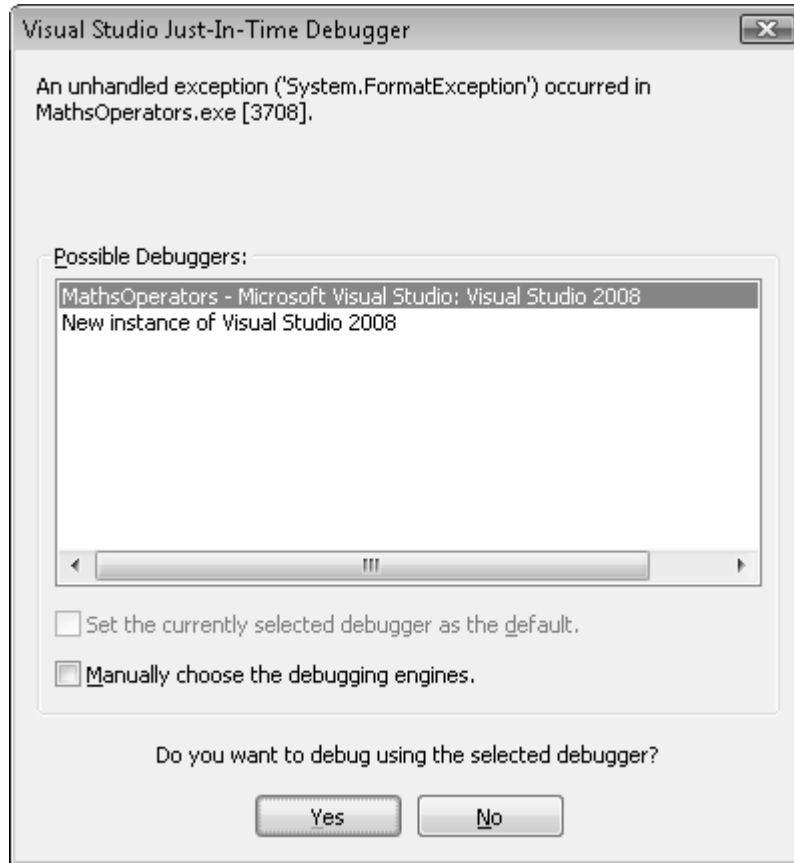 Visual Studio Just-In-Time Debugger
An unhandled exception ('System.FormatException') occurred in
MathsOperators.exe [3708].
Possible Debuggers:
MathsOperators - Microsoft Visual Studio: Visual Studio 2008
New instance of Visual Studio 2008
Set the currently selected debugger as the default.
Manually choose the debugging engines.
Do you want to debug using the selected debugger?
Yes
No